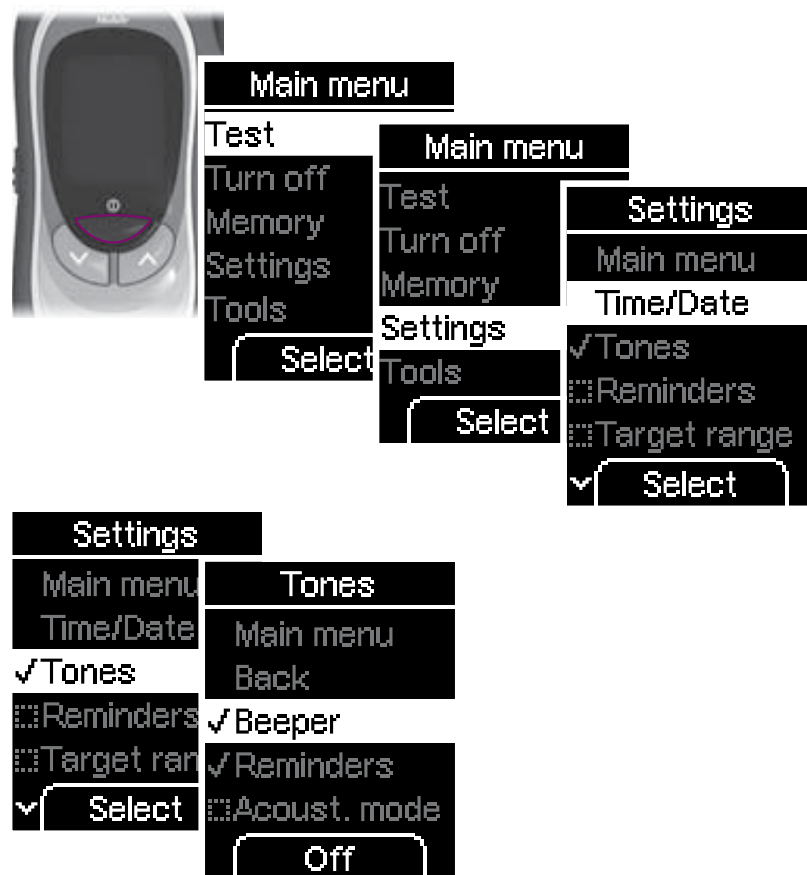 Main menu
Test
Turn off
Memory
Settings
Tools
Select
Main menu
Test
Turn off
Memory
Settings
Tools
Select
Settings
Main menu
Time/Date
✓Tones
Reminders
Target range
Select
Settings
Main menu
Time/Date
✓Tones
Reminders
Target ran
Select
Tones
Main menu
Back
✓Beeper
✓Reminders
Acoust. mode
Off